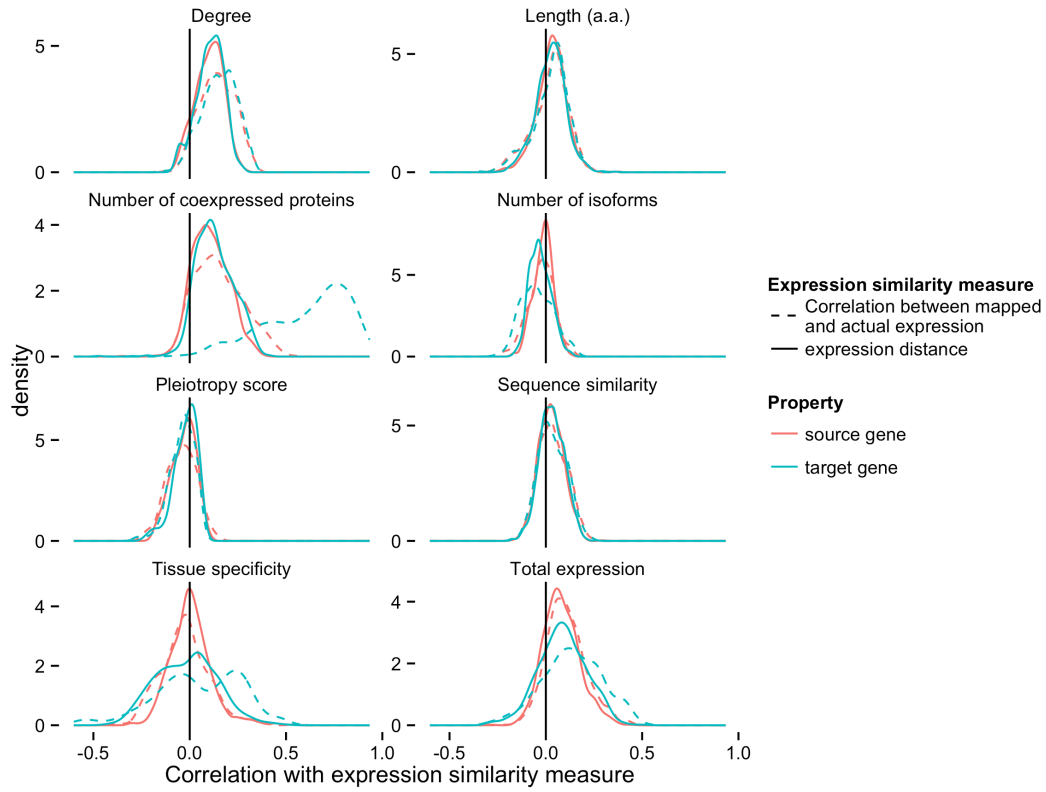 Degree
Length (a.a.)
5
0
5
0
Number of coexpressed proteins
Number of isoforms
4
2
0
5
0
Pleiotropy score
Sequence similarity
5
0
5
0
Tissue specificity
Total expression
4
2
0
4
2
0
-0.5 0.0 0.5 1.0
-0.5 0.0 0.5 1.0
Correlation with expression similarity measure
density
Expression similarity measure
Correlation between mapped
and actual expression
expression distance
Property
source gene
target gene